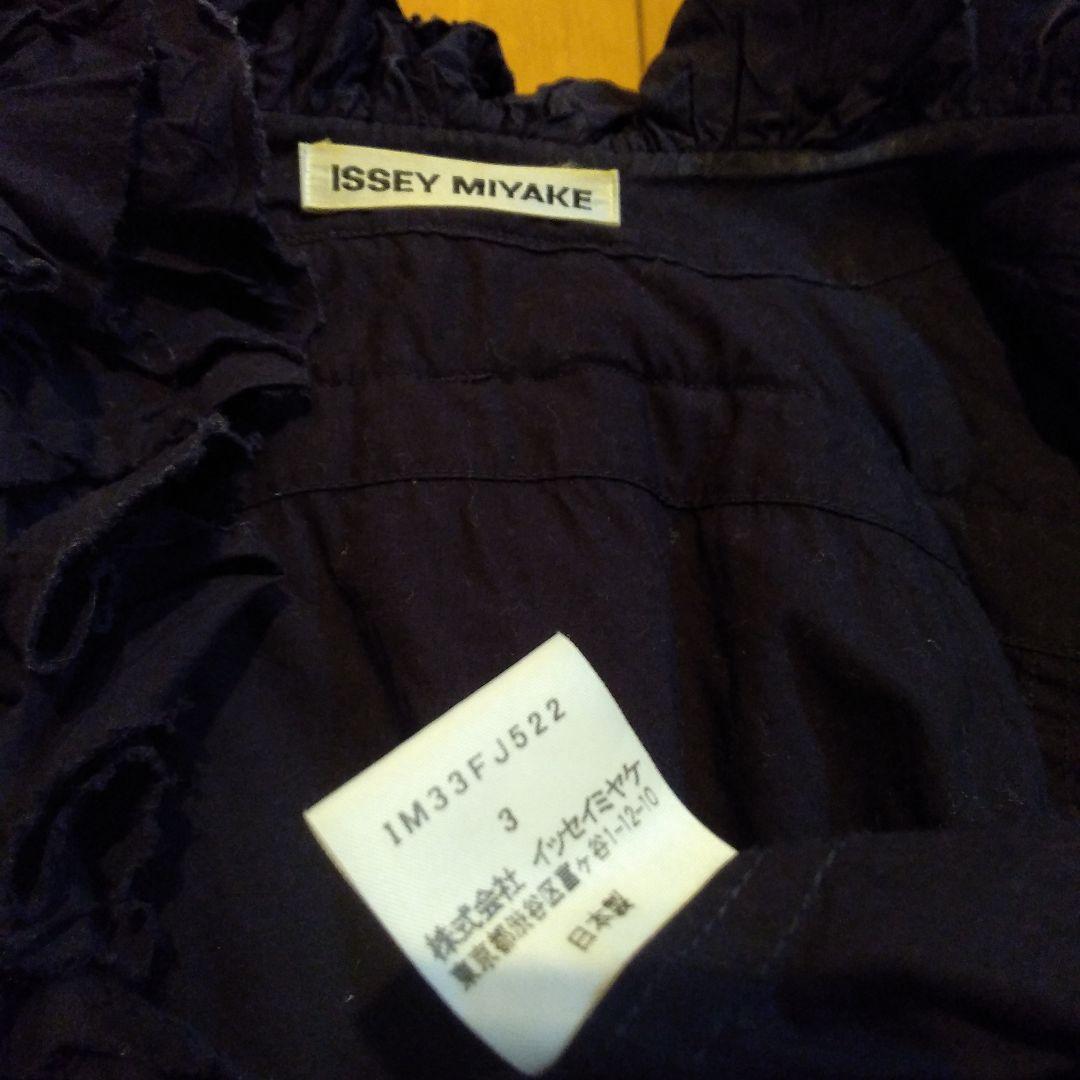 ISSEY MIYAKE
IM33FJ522
3
株式会社 イッセイミヤケ
東京都渋谷区富ヶ谷1-12-10
日本製